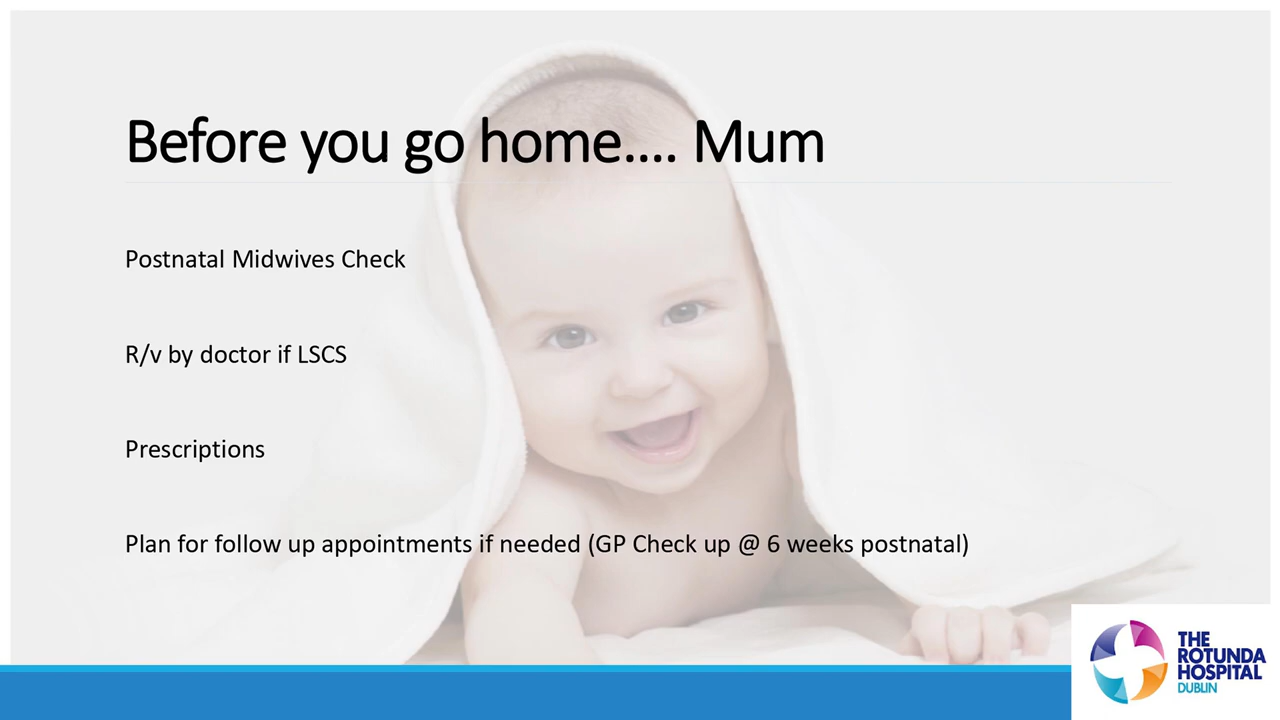 Before you go home.... Mum
Postnatal Midwives Check
R/v by doctor if LSCS
Prescriptions
Plan for follow up appointments if needed (GP Check up @ 6 weeks postnatal)
THE
ROTUNDA
HOSPITAL
DUBLIN